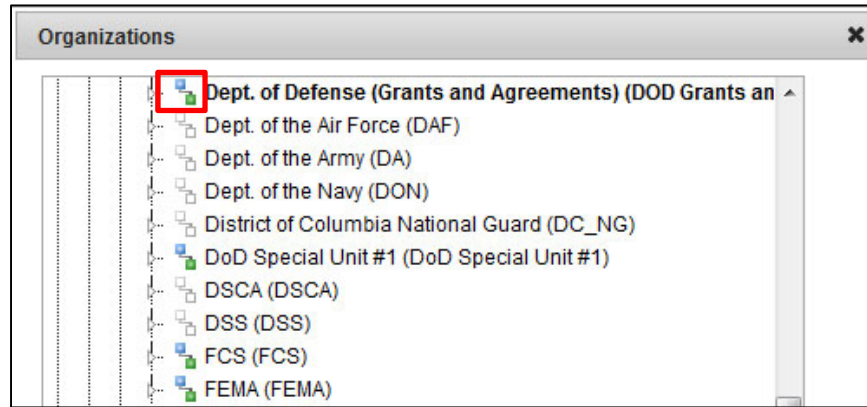 Organizations
Dept. of Defense (Grants and Agreements) (DOD Grants an
Dept. of the Air Force (DAF)
Dept. of the Army (DA)
Dept. of the Navy (DON)
District of Columbia National Guard (DC_NG)
DoD Special Unit #1 (DoD Special Unit #1)
DSCA (DSCA)
DSS (DSS)
FCS (FCS)
FEMA (FEMA)